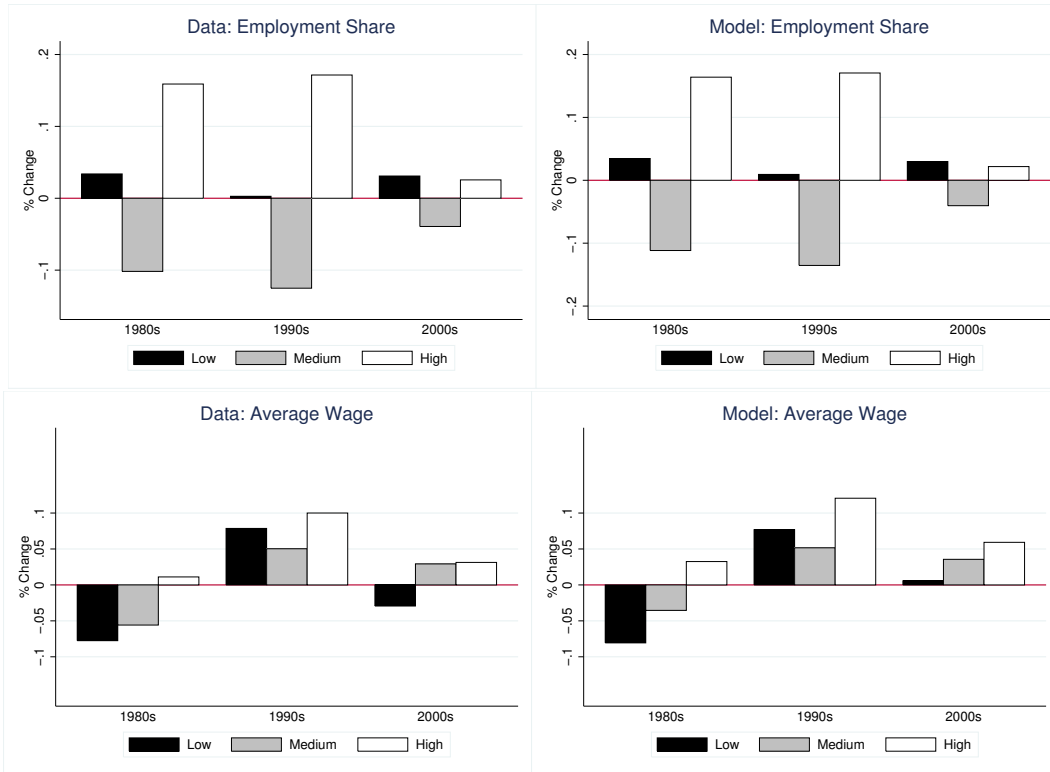 Data: Employment Share
% Change
.2
.1
0
-.1
1980s 1990s 2000s
Low Medium High
Model: Employment Share
% Change
.2
.1
0
-.1
-.2
1980s 1990s 2000s
Low Medium High
Data: Average Wage
% Change
.1
.05
0
-.05
-.1
1980s 1990s 2000s
Low Medium High
Model: Average Wage
% Change
.1
.05
0
-.05
-.1
1980s 1990s 2000s
Low Medium High